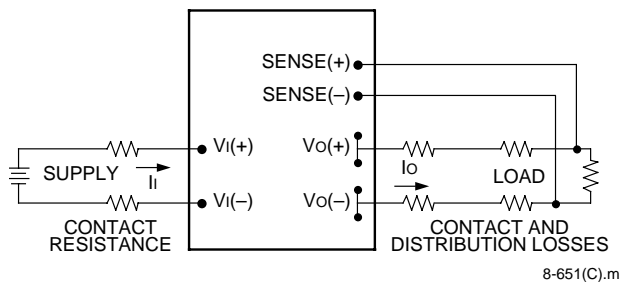 SENSE(+)
SENSE(–)
VI(+)
VO(+)
SUPPLY
II
IO
LOAD
VI(–)
VO(–)
CONTACT
RESISTANCE
CONTACT AND
DISTRIBUTION LOSSES
8-651(C).m